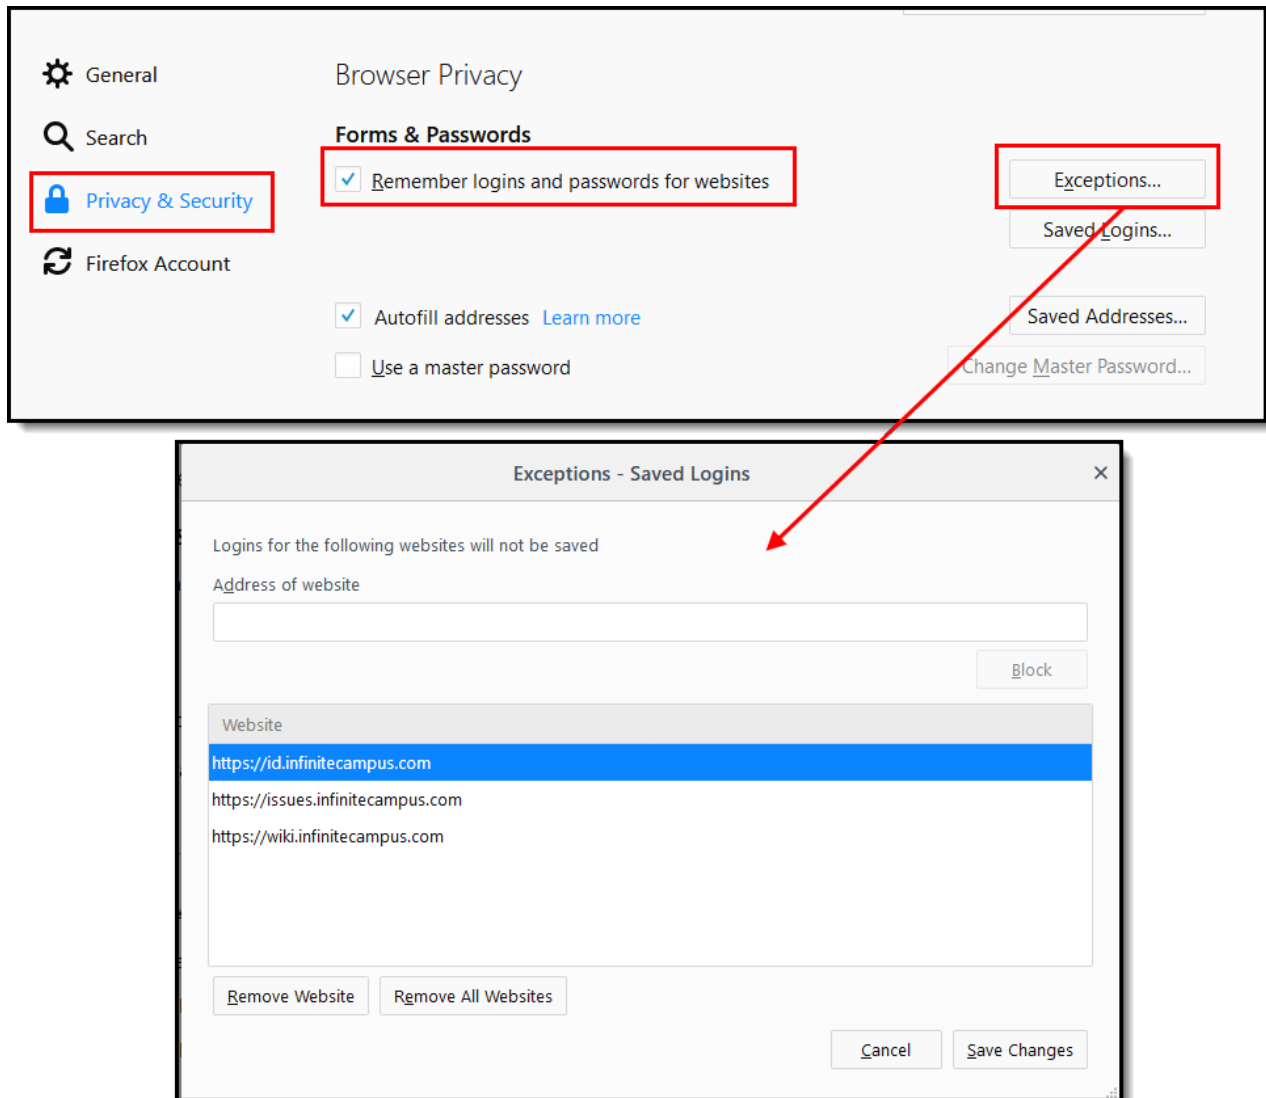 General
Search
Privacy & Security
Firefox Account
Browser Privacy
Forms & Passwords
Remember logins and passwords for websites
Exceptions...
Saved Logins...
Autofill addresses Learn more
Saved Addresses...
Use a master password
Change Master Password...
Exceptions - Saved Logins
Logins for the following websites will not be saved
Address of website
Block
Website
https://id.infinitecampus.com
https://issues.infinitecampus.com
https://wiki.infinitecampus.com
Remove Website
Remove All Websites
Cancel
Save Changes